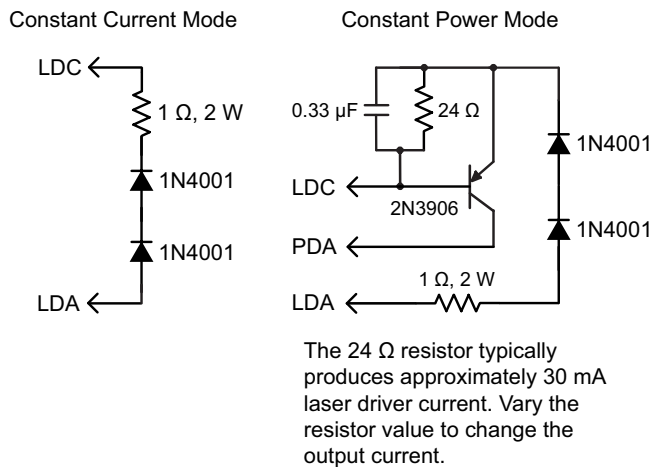 Constant Current Mode
LDC
1 Ω, 2 W
1N4001
1N4001
LDA
Constant Power Mode
0.33 µF
24 Ω
1N4001
LDC
2N3906
1N4001
PDA
1 Ω, 2 W
LDA
The 24 Ω resistor typically
produces approximately 30 mA
laser driver current. Vary the
resistor value to change the
output current.